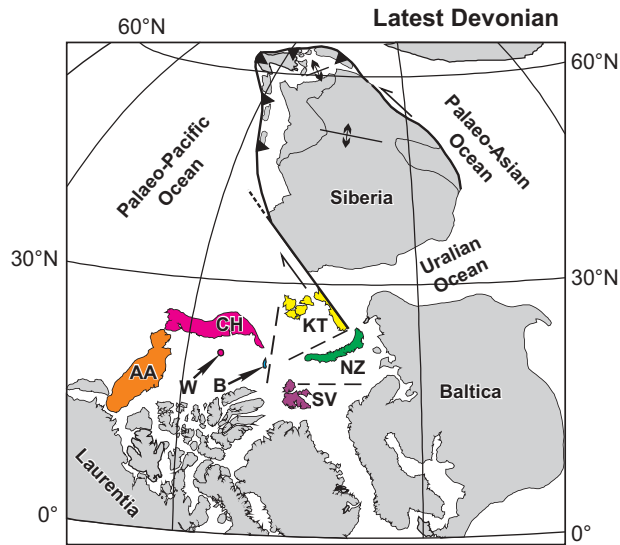 Latest Devonian
60°N
60°N
Palaeo-Pacific
Ocean
Palaeo-Asian
Ocean
Siberia
Uralian
Ocean
30°N
30°N
KT
CH
AA
W
B
NZ
SV
Baltica
Laurentia
0°
0°